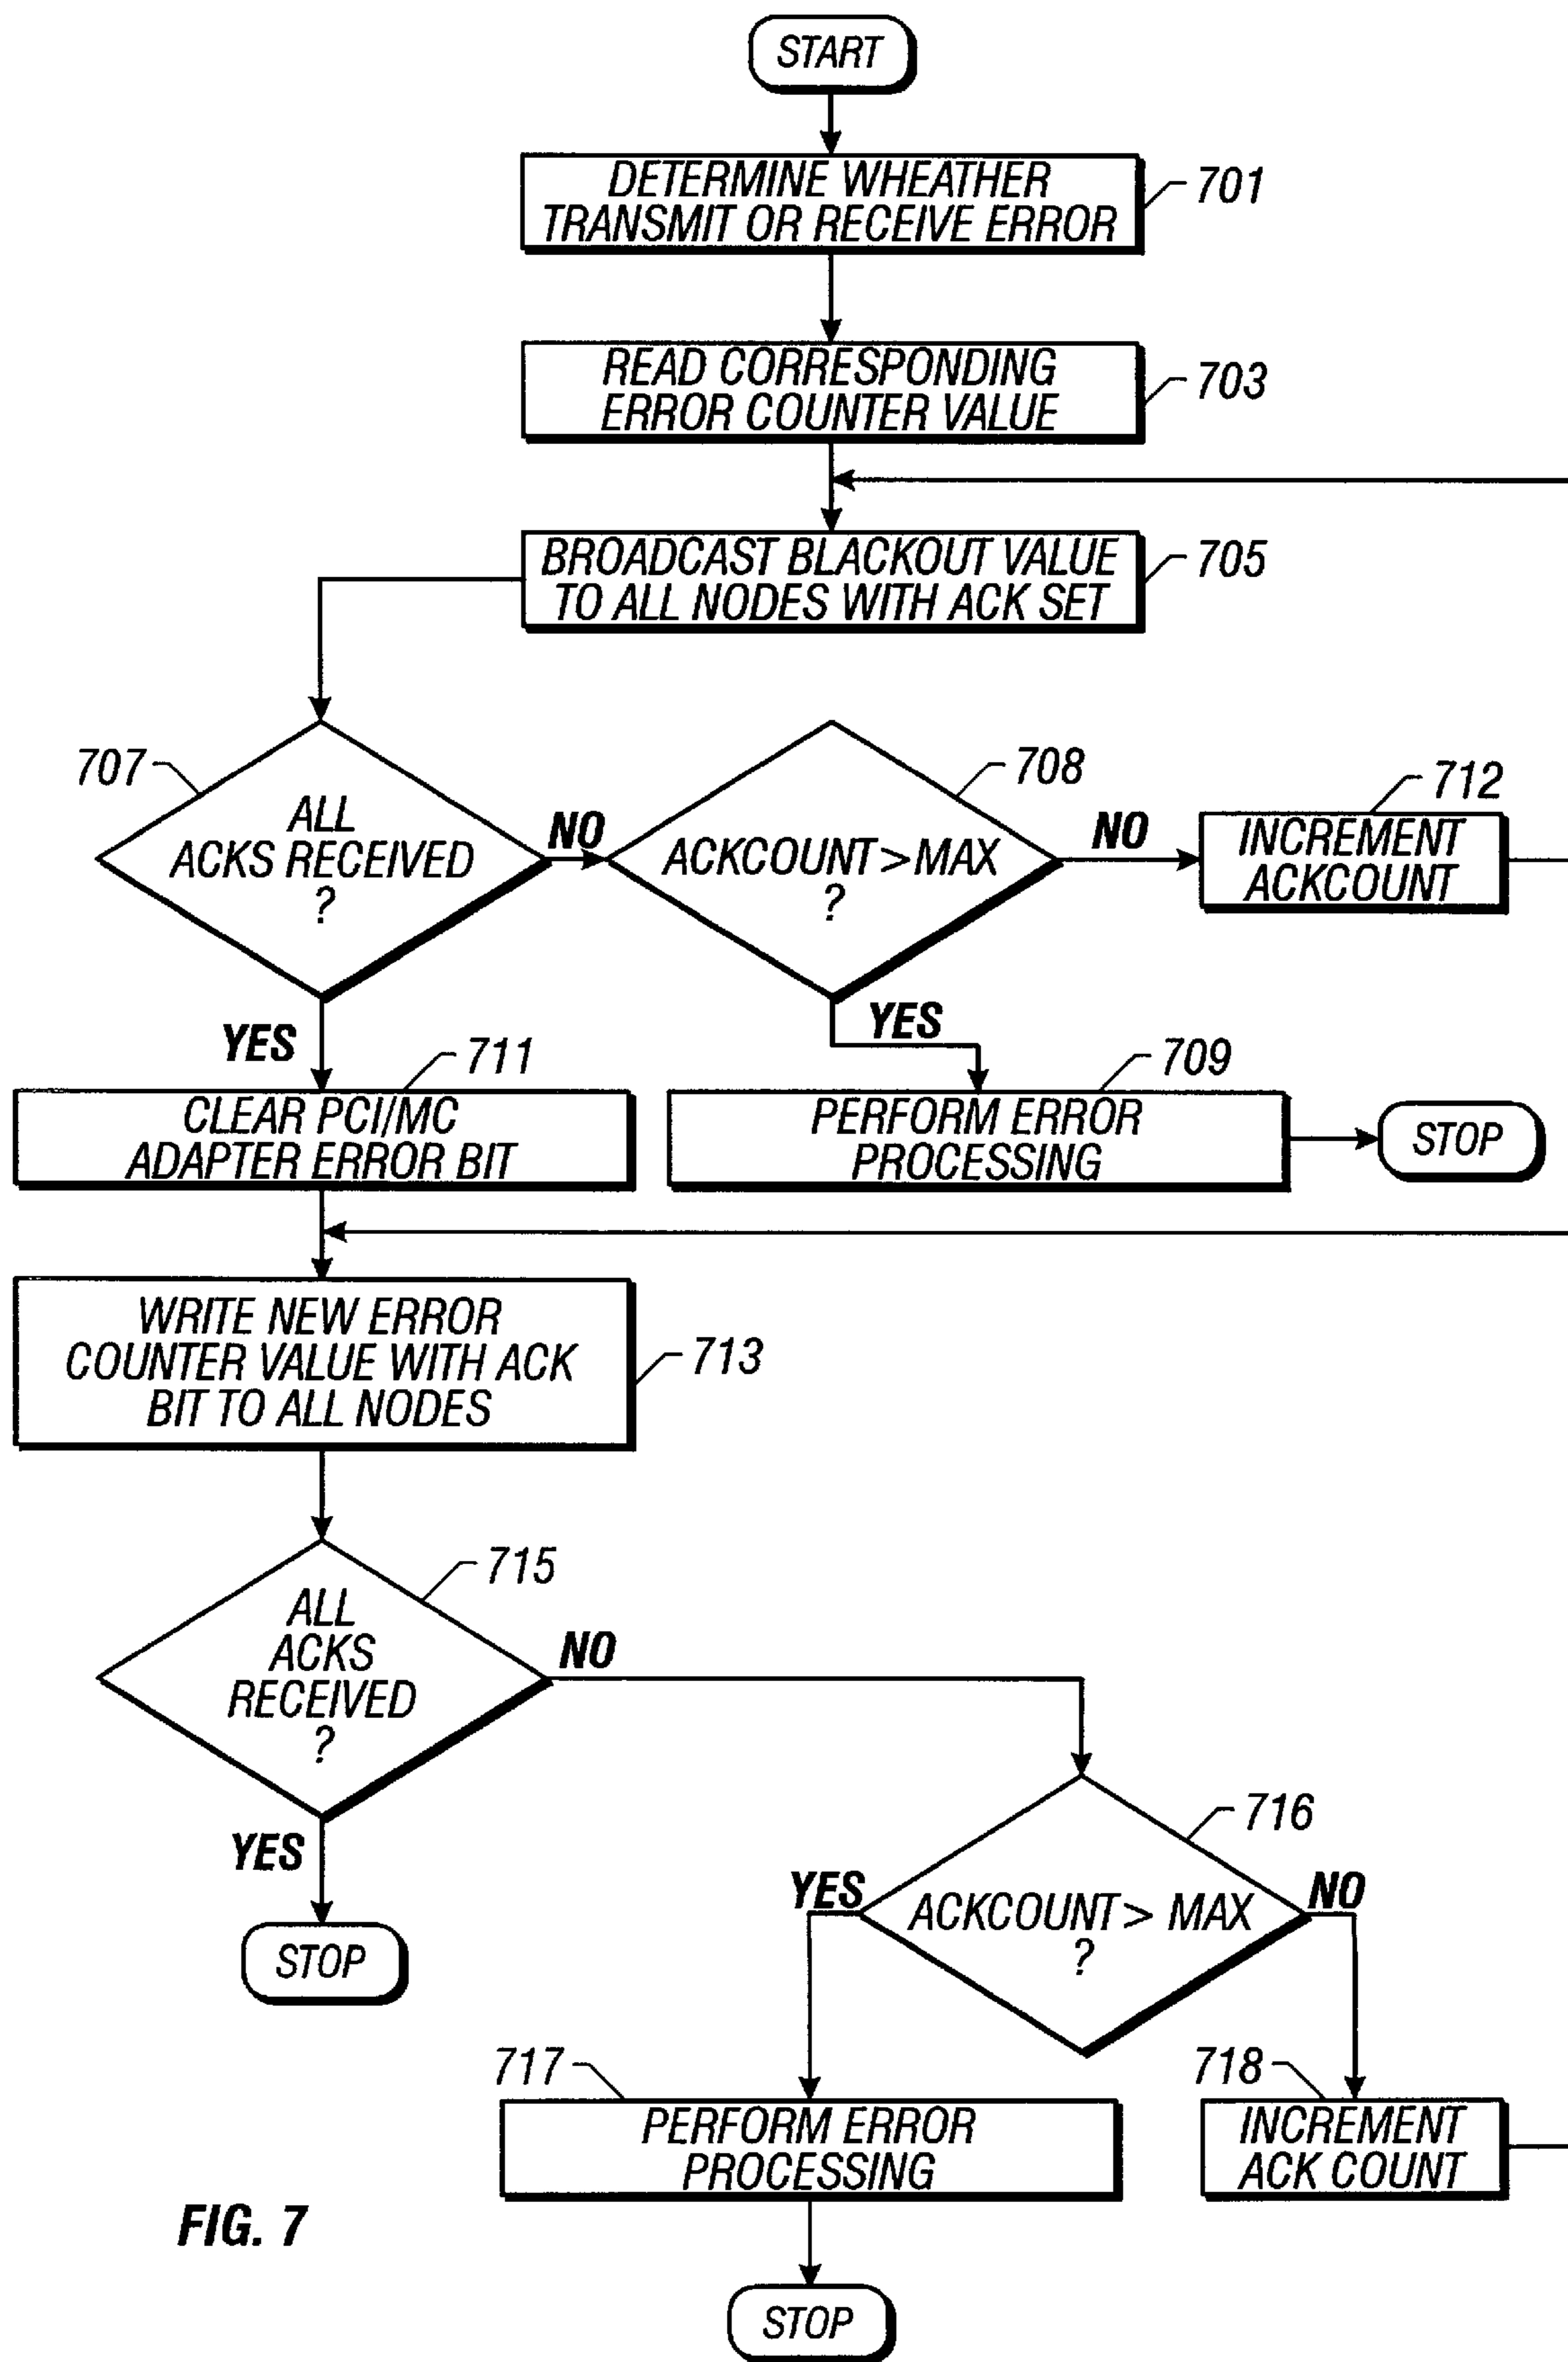 START
DETERMINE WHEATHER
TRANSMIT OR RECEIVE ERROR
701
READ CORRESPONDING
ERROR COUNTER VALUE
703
BROADCAST BLACKOUT VALUE
TO ALL NODES WITH ACK SET
705
707
ALL
ACKS RECEIVED
?
NO
708
ACKCOUNT>MAX
?
NO
712
INCREMENT
ACKCOUNT
YES
711
CLEAR PCI/MC
ADAPTER ERROR BIT
YES
709
PERFORM ERROR
PROCESSING
STOP
WRITE NEW ERROR
COUNTER VALUE WITH ACK
BIT TO ALL NODES
713
715
ALL
ACKS
RECEIVED
?
NO
YES
STOP
716
YES
ACKCOUNT> MAX
?
NO
717
PERFORM ERROR
PROCESSING
718
INCREMENT
ACK COUNT
STOP
FIG. 7